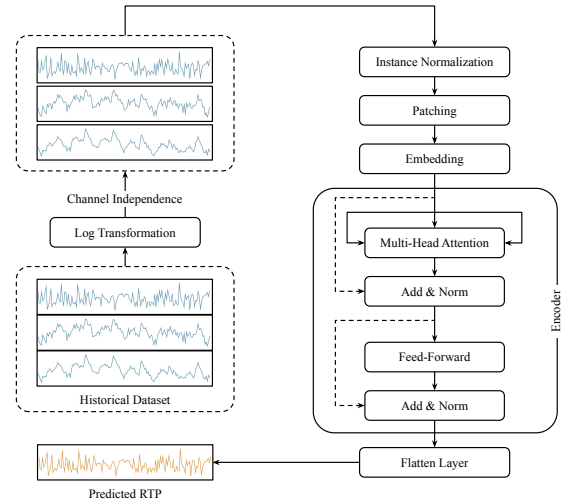 Instance Normalization
Patching
Embedding
Channel Independence
Log Transformation
Multi-Head Attention
Add & Norm
Encoder
Feed-Forward
Historical Dataset
Add & Norm
Flatten Layer
Predicted RTP